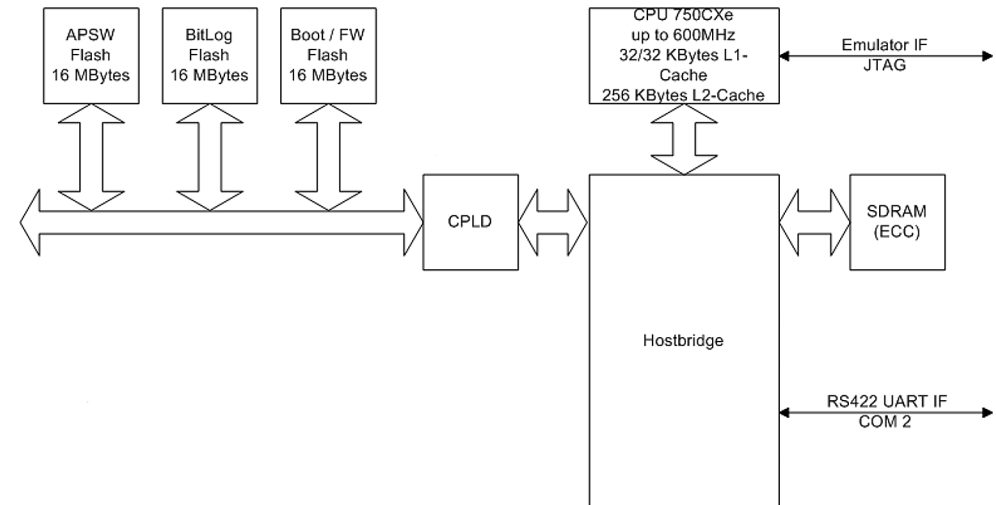 APSW
Flash
16 MBytes
BitLog
Flash
16 MBytes
Boot / FW
Flash
16 MBytes
CPU 750CXe
up to 600MHz
32/32 KBytes L1-
Cache
256 KBytes L2-Cache
Emulator IF
JTAG
CPLD
SDRAM
(ECC)
Hostbridge
RS422 UART IF
COM 2